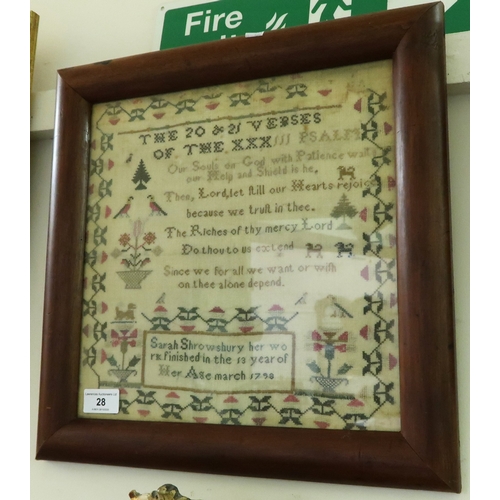 Fire
THE 20 & 21 VERSES
OF THE XXXIII PSALM
Our Souls on God with Patience wait
our Help and Shield is he,
Then, Lord, let still our Hearts rejoice
because we trust in thee.
The Riches of thy mercy Lord
Do thou to us extend
Since we for all we want or wish
on thee alone depend.
Sarah Shrowsbury her wo
rk finished in the 12 year of
Her Age march 1798
28